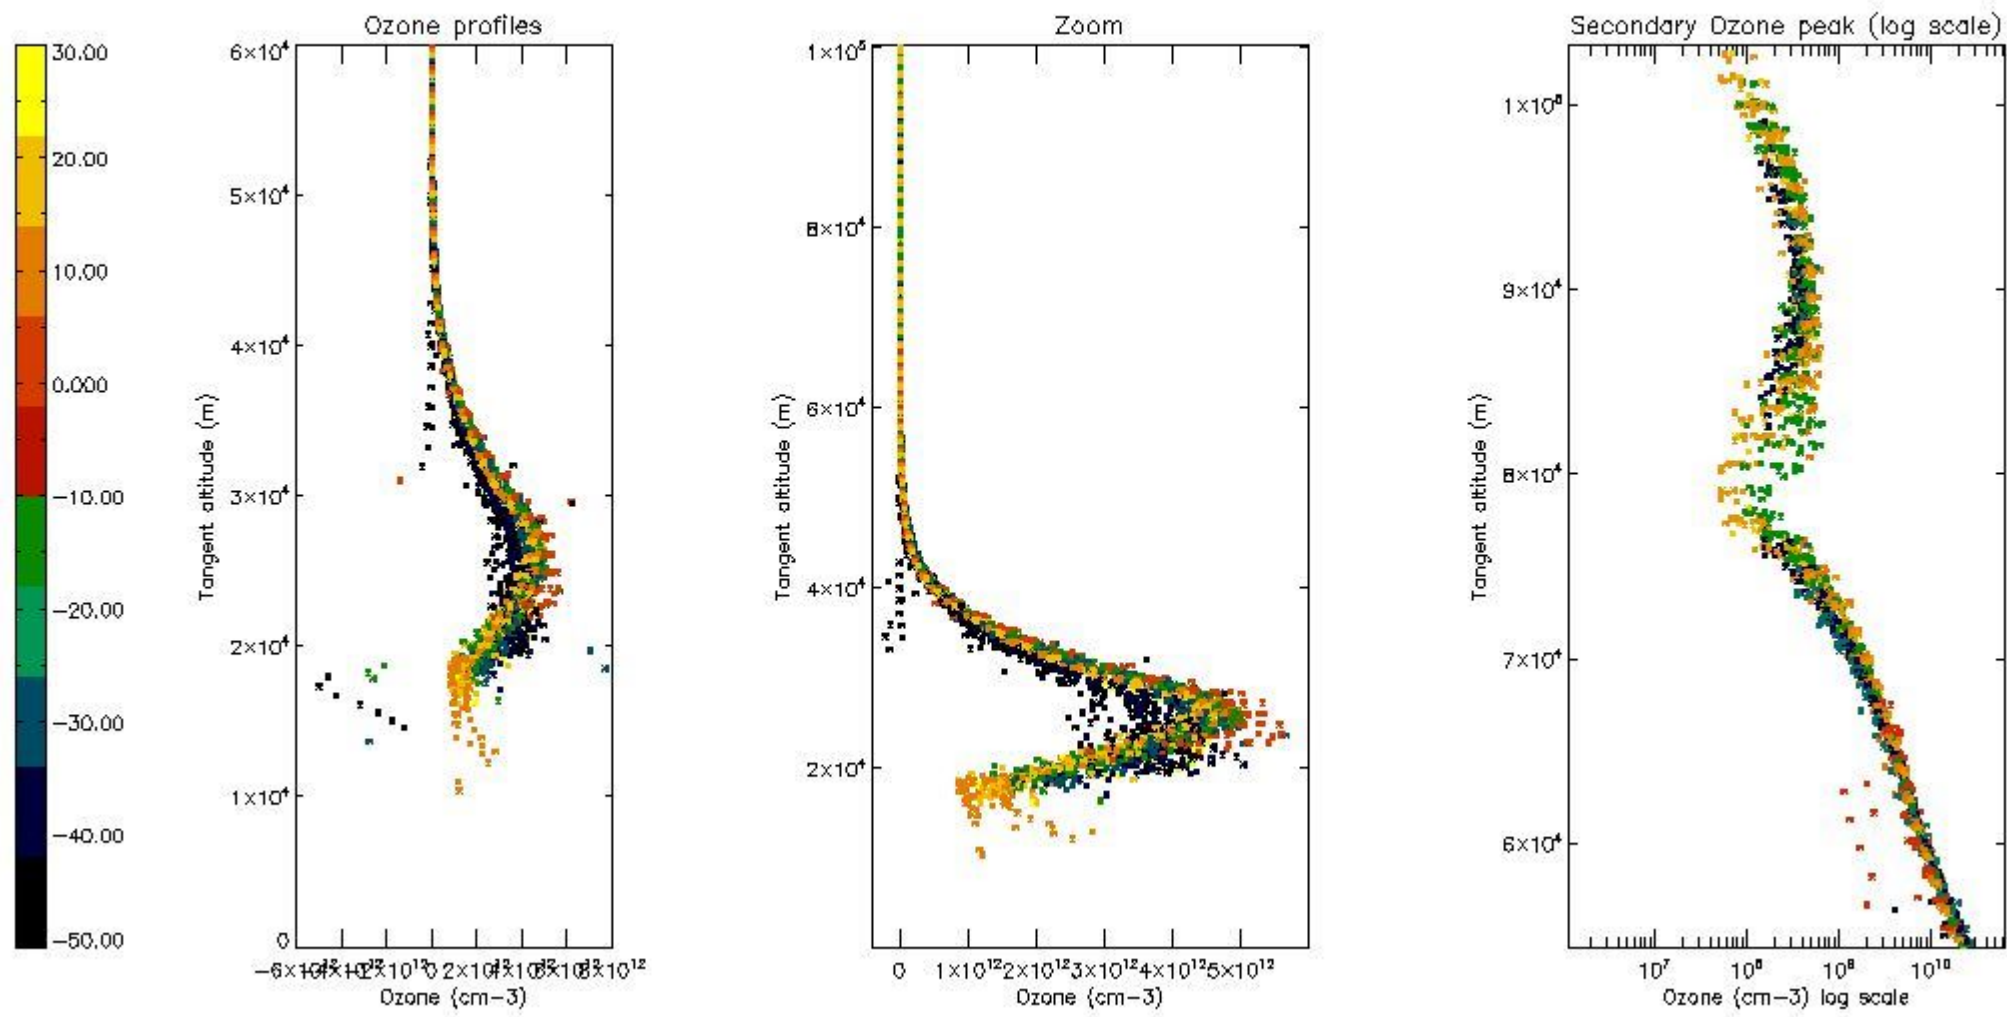 Ozone profiles
Zoom
Secondary Ozone peak (log scale)
30.00
20.00
10.00
0.000
−10.00
−20.00
−30.00
−40.00
−50.00
6×10⁴
5×10⁴
4×10⁴
3×10⁴
2×10⁴
1×10⁴
0
Tangent altitude (m)
0
Ozone (cm−3)
1×10⁵
8×10⁴
6×10⁴
4×10⁴
2×10⁴
Tangent altitude (m)
0 1×10¹² 2×10¹² 3×10¹² 4×10¹² 5×10¹²
Ozone (cm−3)
9×10⁴
8×10⁴
7×10⁴
6×10⁴
Tangent altitude (m)
10⁷ 10⁸ 10⁹ 10¹⁰
Ozone (cm−3) log scale